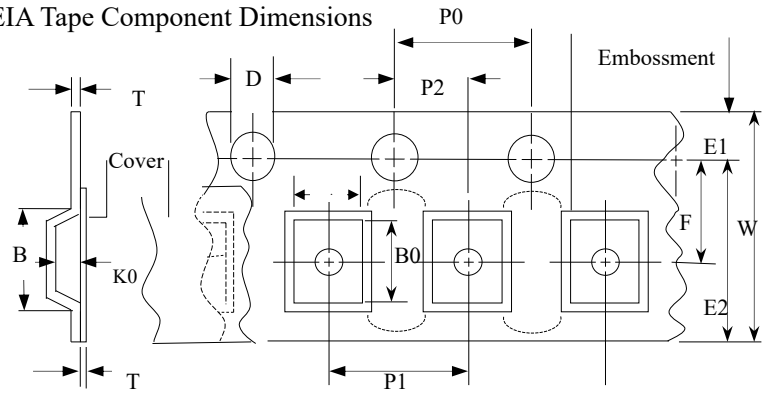 EIA Tape Component Dimensions
P0
Embossment
D
P2
T
E1
Cover
F
W
B
B0
K0
E2
P1
T